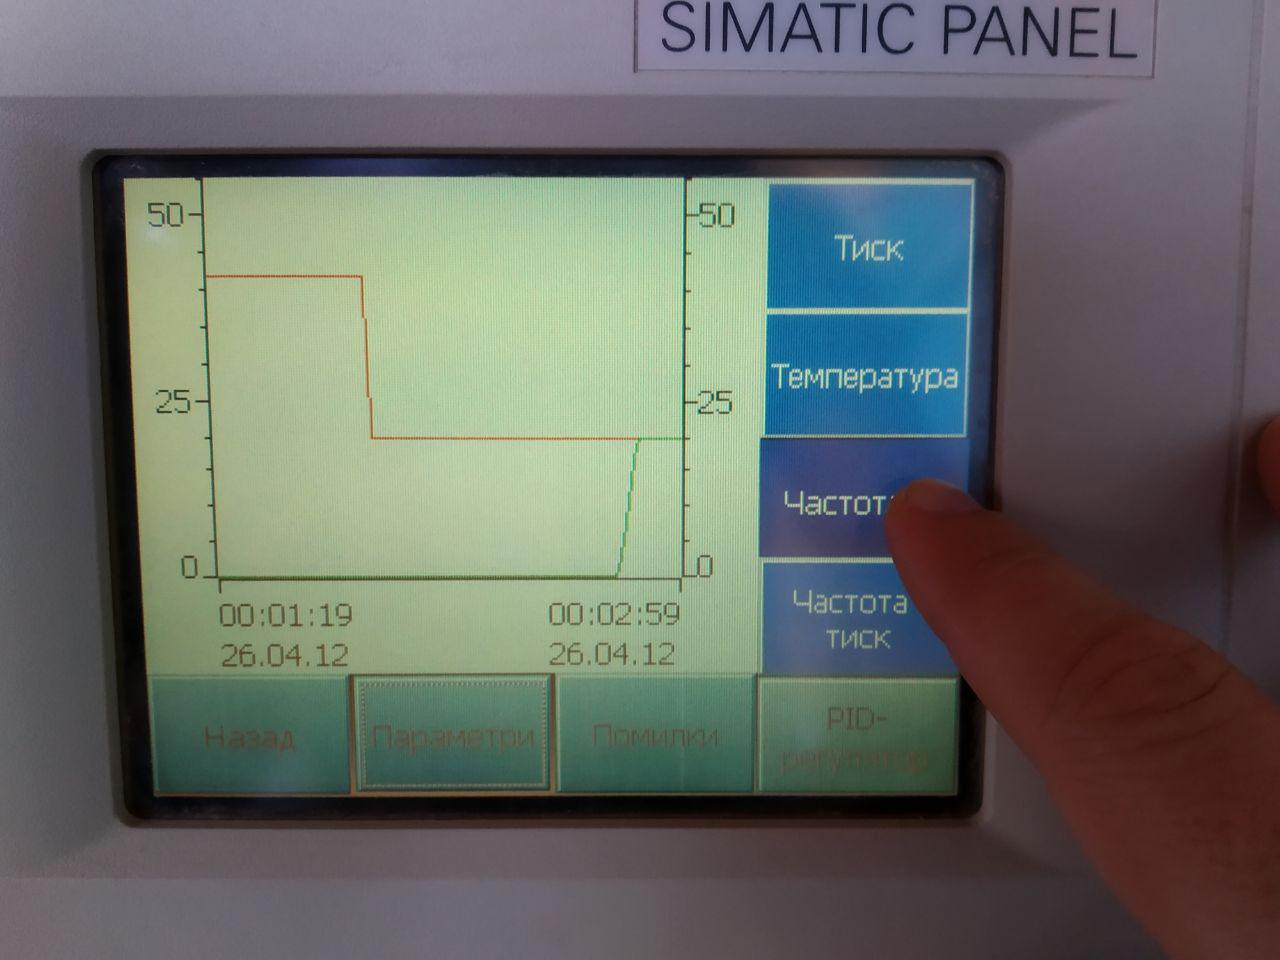 SIMATIC PANEL
50
50
Тиск
Температура
25
25
Частот
0
0
Частота
тиск
00:01:19
00:02:59
26.04.12
26.04.12
Назад
Параметри
Помилки
PID-
регулятор